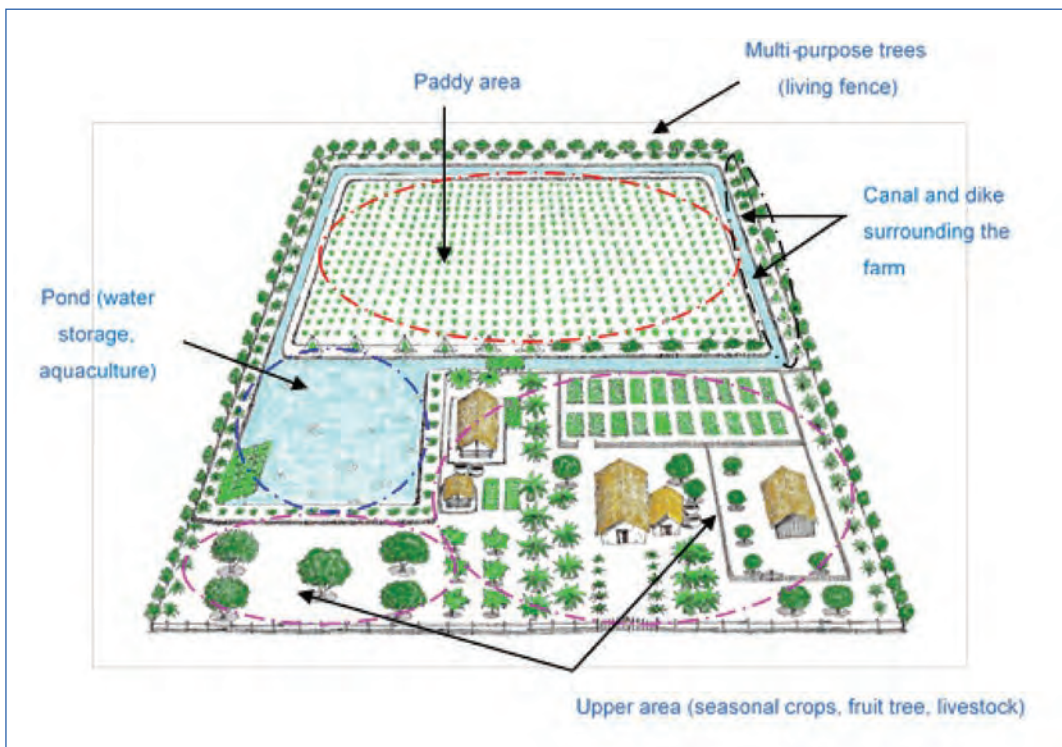 Multi-purpose trees
(living fence)
Paddy area
Canal and dike
surrounding the
farm
Pond (water
storage,
aquaculture)
Upper area (seasonal crops, fruit tree, livestock)